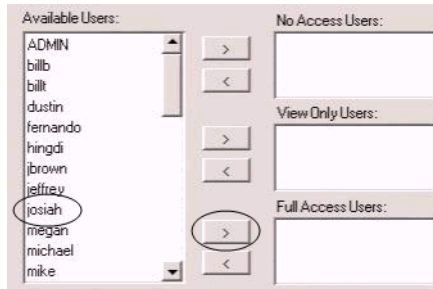 Available Users:
ADMIN
billb
billt
dustin
fernando
hingdi
jbrown
jeffrey
josiah
megan
michael
mike
>
<
>
<
>
<
No Access Users:
View Only Users:
Full Access Users: